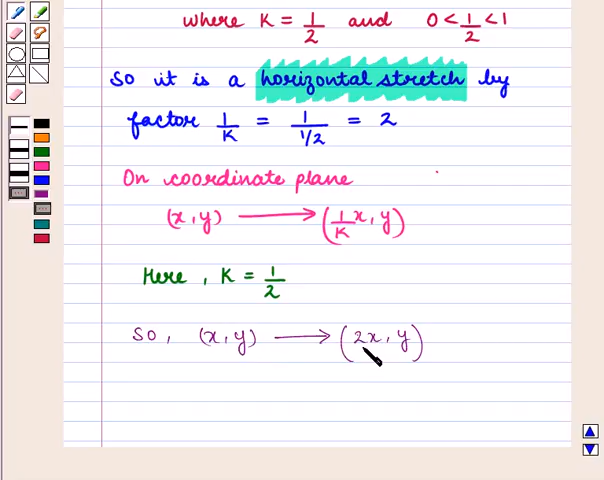 where K = 1/2 and 0 < 1/2 < 1
So it is a horizontal stretch by
factor 1/K = 1/1/2 = 2
On coordinate plane
(x, y) ⟶ (1/K x, y)
Here, K = 1/2
So, (x, y) ⟶ (2x, y)